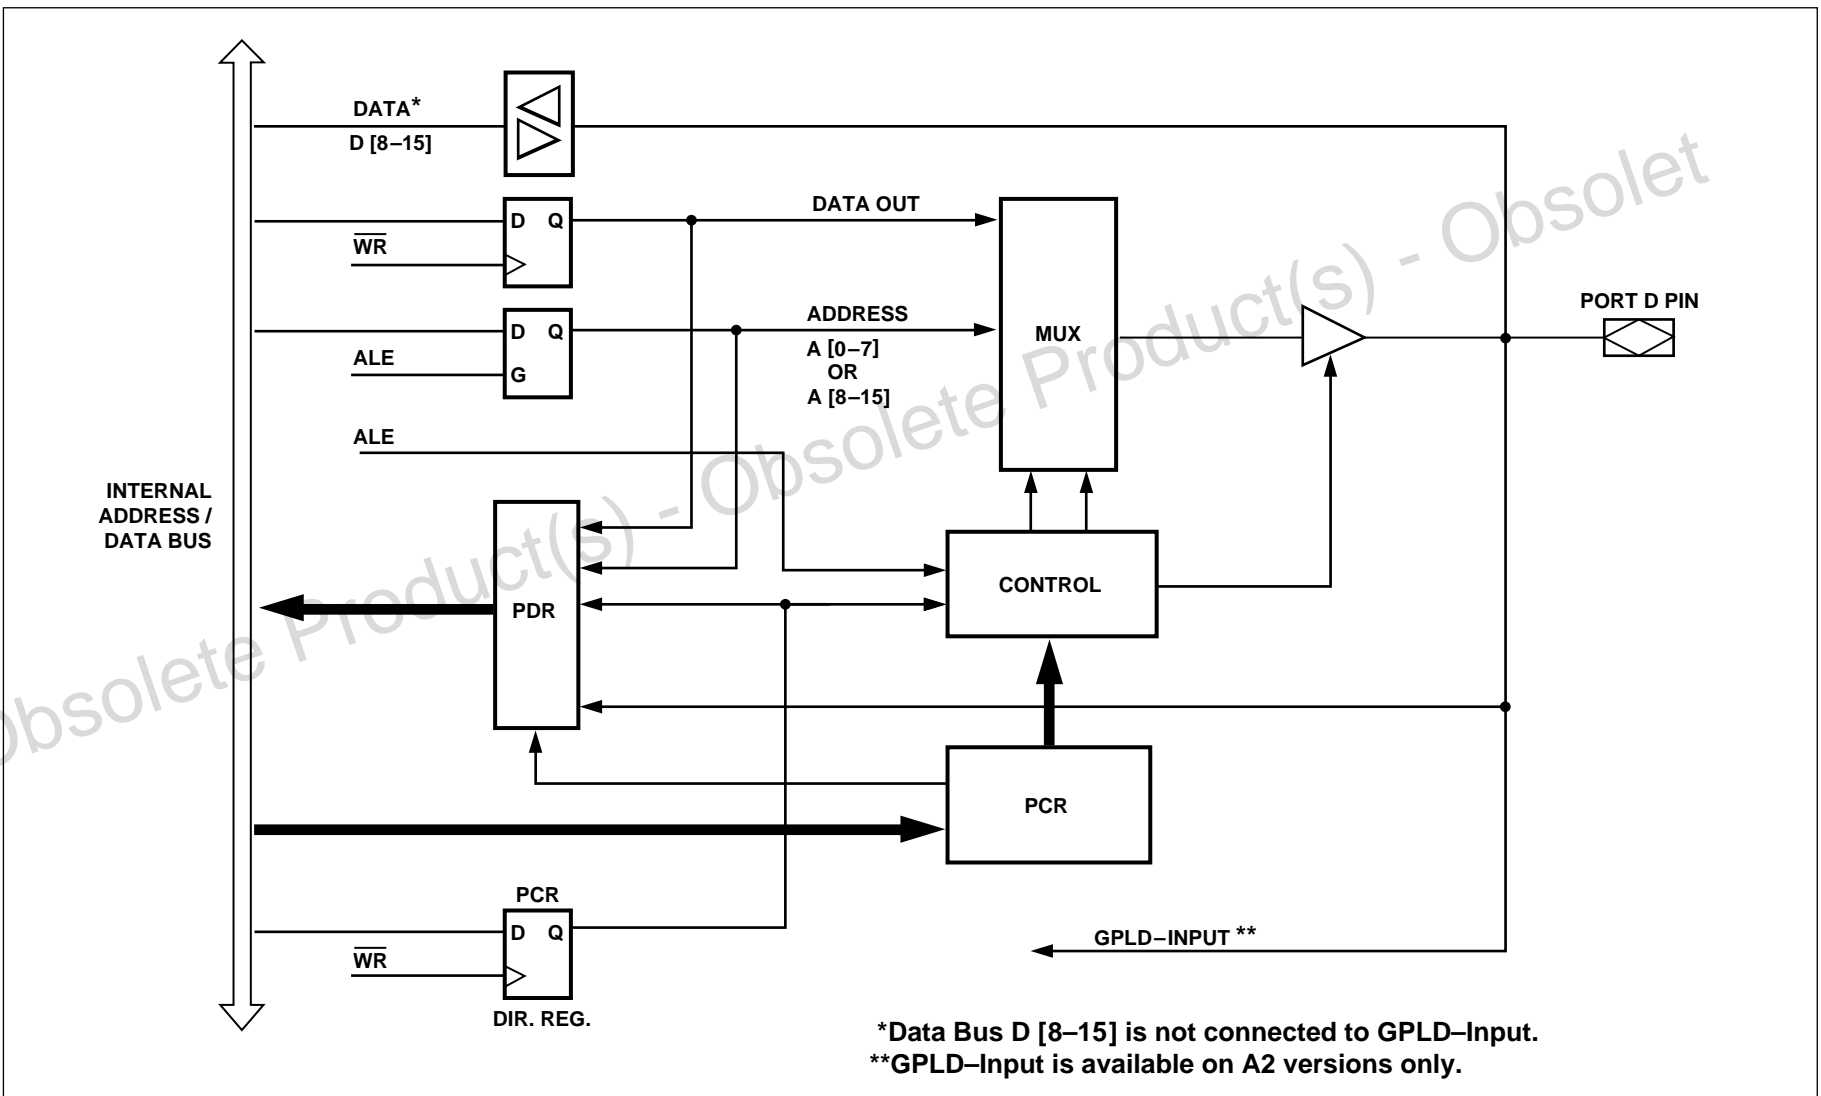 DATA*
D [8–15]
D Q
WR
DATA OUT
D Q
ALE
G
ADDRESS
A [0–7]
OR
A [8–15]
MUX
PORT D PIN
ALE
INTERNAL
ADDRESS /
DATA BUS
PDR
CONTROL
PCR
PCR
D Q
WR
DIR. REG.
GPLD–INPUT **
*Data Bus D [8–15] is not connected to GPLD–Input.
**GPLD–Input is available on A2 versions only.
Obsolete Product(s) - Obsolete Product(s) - Obsolet